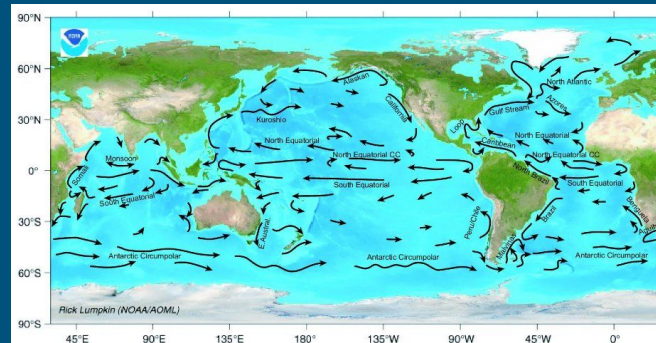 90°N
60°N
30°N
0°
30°S
60°S
90°S
noaa
Alaskan
North Atlantic
California
Azores
Gulf Stream
Loop
Kuroshio
North Equatorial
North Equatorial
Caribbean
Monsoon
North Equatorial CC
North Equatorial CC
Somali
North Brazil
South Equatorial
South Equatorial
South Equatorial
Benguela
E Austral.
Peru/Chile
Brazil
Malvinas
Antarctic Circumpolar
Antarctic Circumpolar
Antarctic Circumpolar
Rick Lumpkin (NOAA/AOML)
45°E
90°E
135°E
180°
135°W
90°W
45°W
0°